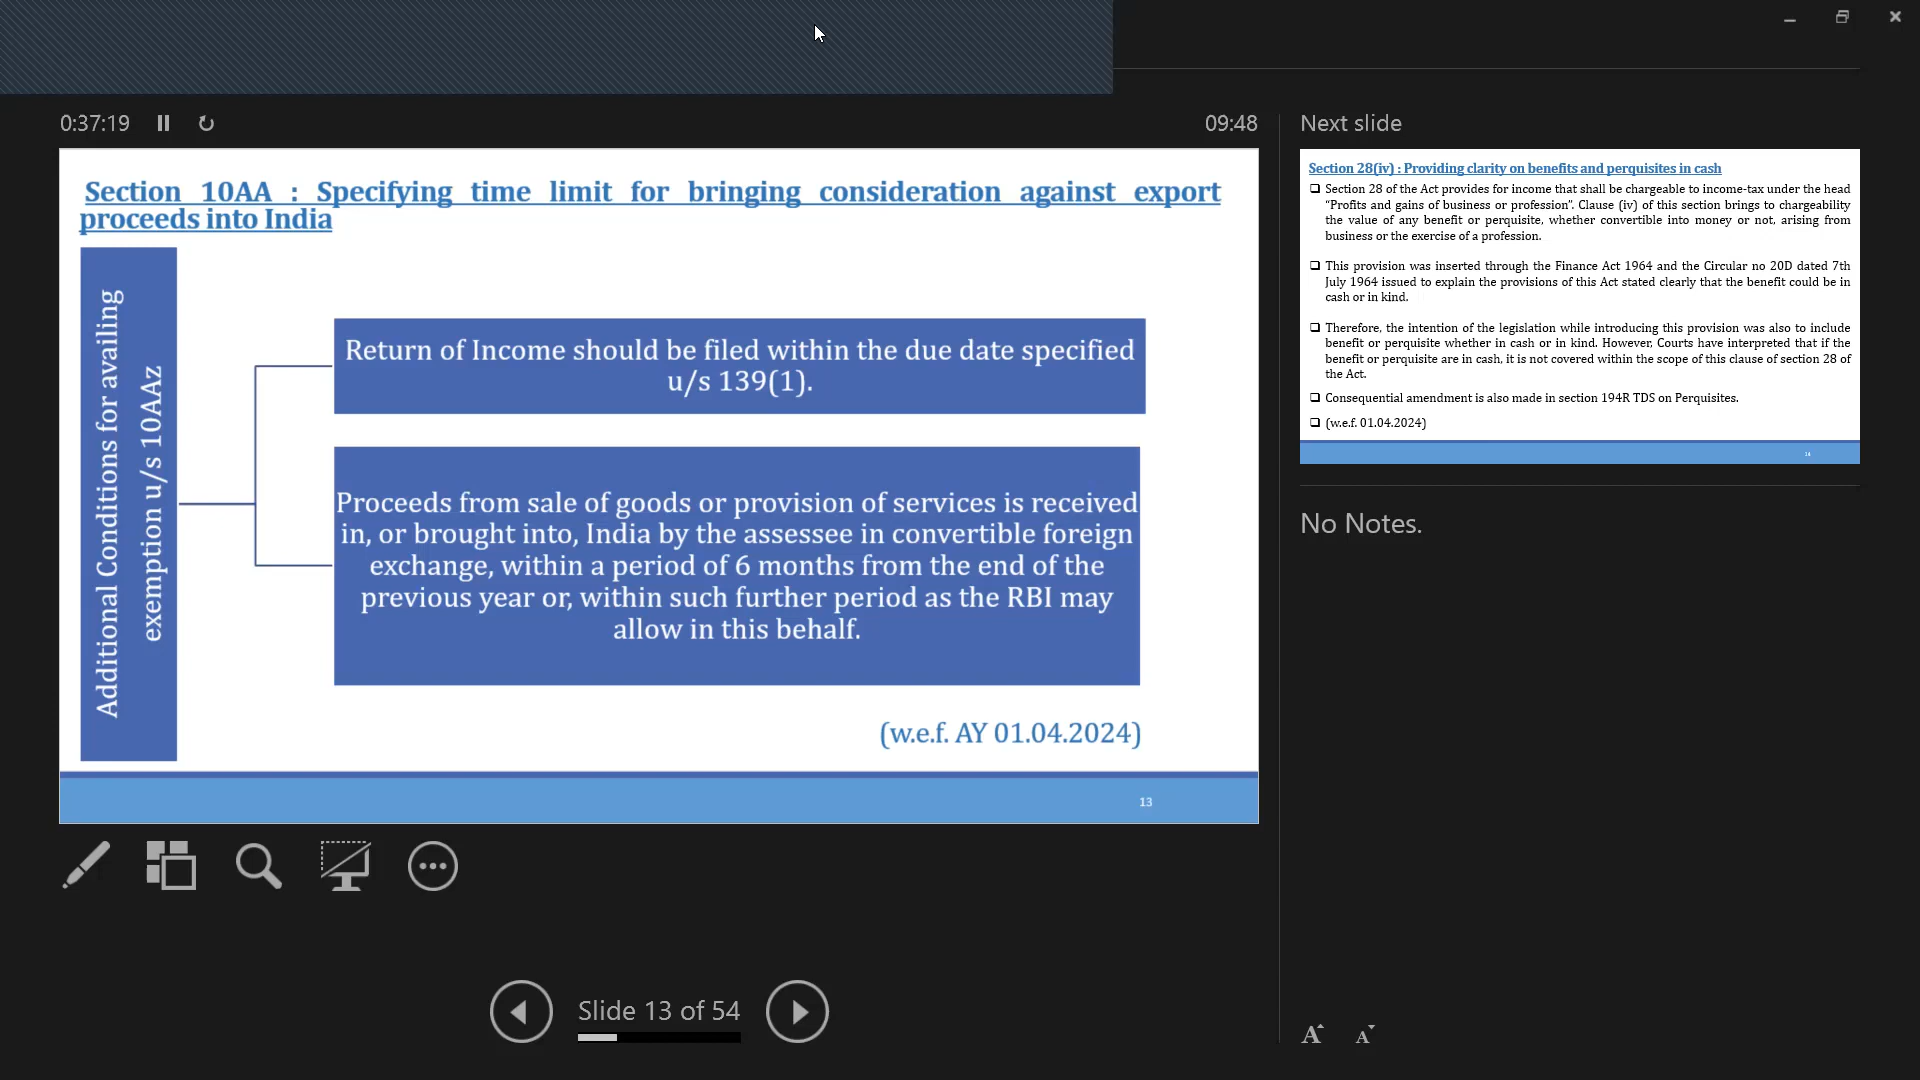 0:37:19
09:48
Next slide
Section 10AA : Specifying time limit for bringing consideration against export
proceeds into India
Additional Conditions for availing
exemption u/s 10AAz
Return of Income should be filed within the due date specified
u/s 139(1).
Proceeds from sale of goods or provision of services is received
in, or brought into, India by the assessee in convertible foreign
exchange, within a period of 6 months from the end of the
previous year or, within such further period as the RBI may
allow in this behalf.
(w.e.f. AY 01.04.2024)
13
Section 28(iv) : Providing clarity on benefits and perquisites in cash
Section 28 of the Act provides for income that shall be chargeable to income-tax under the head
“Profits and gains of business or profession”. Clause (iv) of this section brings to chargeability
the value of any benefit or perquisite, whether convertible into money or not, arising from
business or the exercise of a profession.
This provision was inserted through the Finance Act 1964 and the Circular no 20D dated 7th
July 1964 issued to explain the provisions of this Act stated clearly that the benefit could be in
cash or in kind.
Therefore, the intention of the legislation while introducing this provision was also to include
benefit or perquisite whether in cash or in kind. However, Courts have interpreted that if the
benefit or perquisite are in cash, it is not covered within the scope of this clause of section 28 of
the Act.
Consequential amendment is also made in section 194R TDS on Perquisites.
(w.e.f. 01.04.2024)
14
No Notes.
Slide 13 of 54
A A